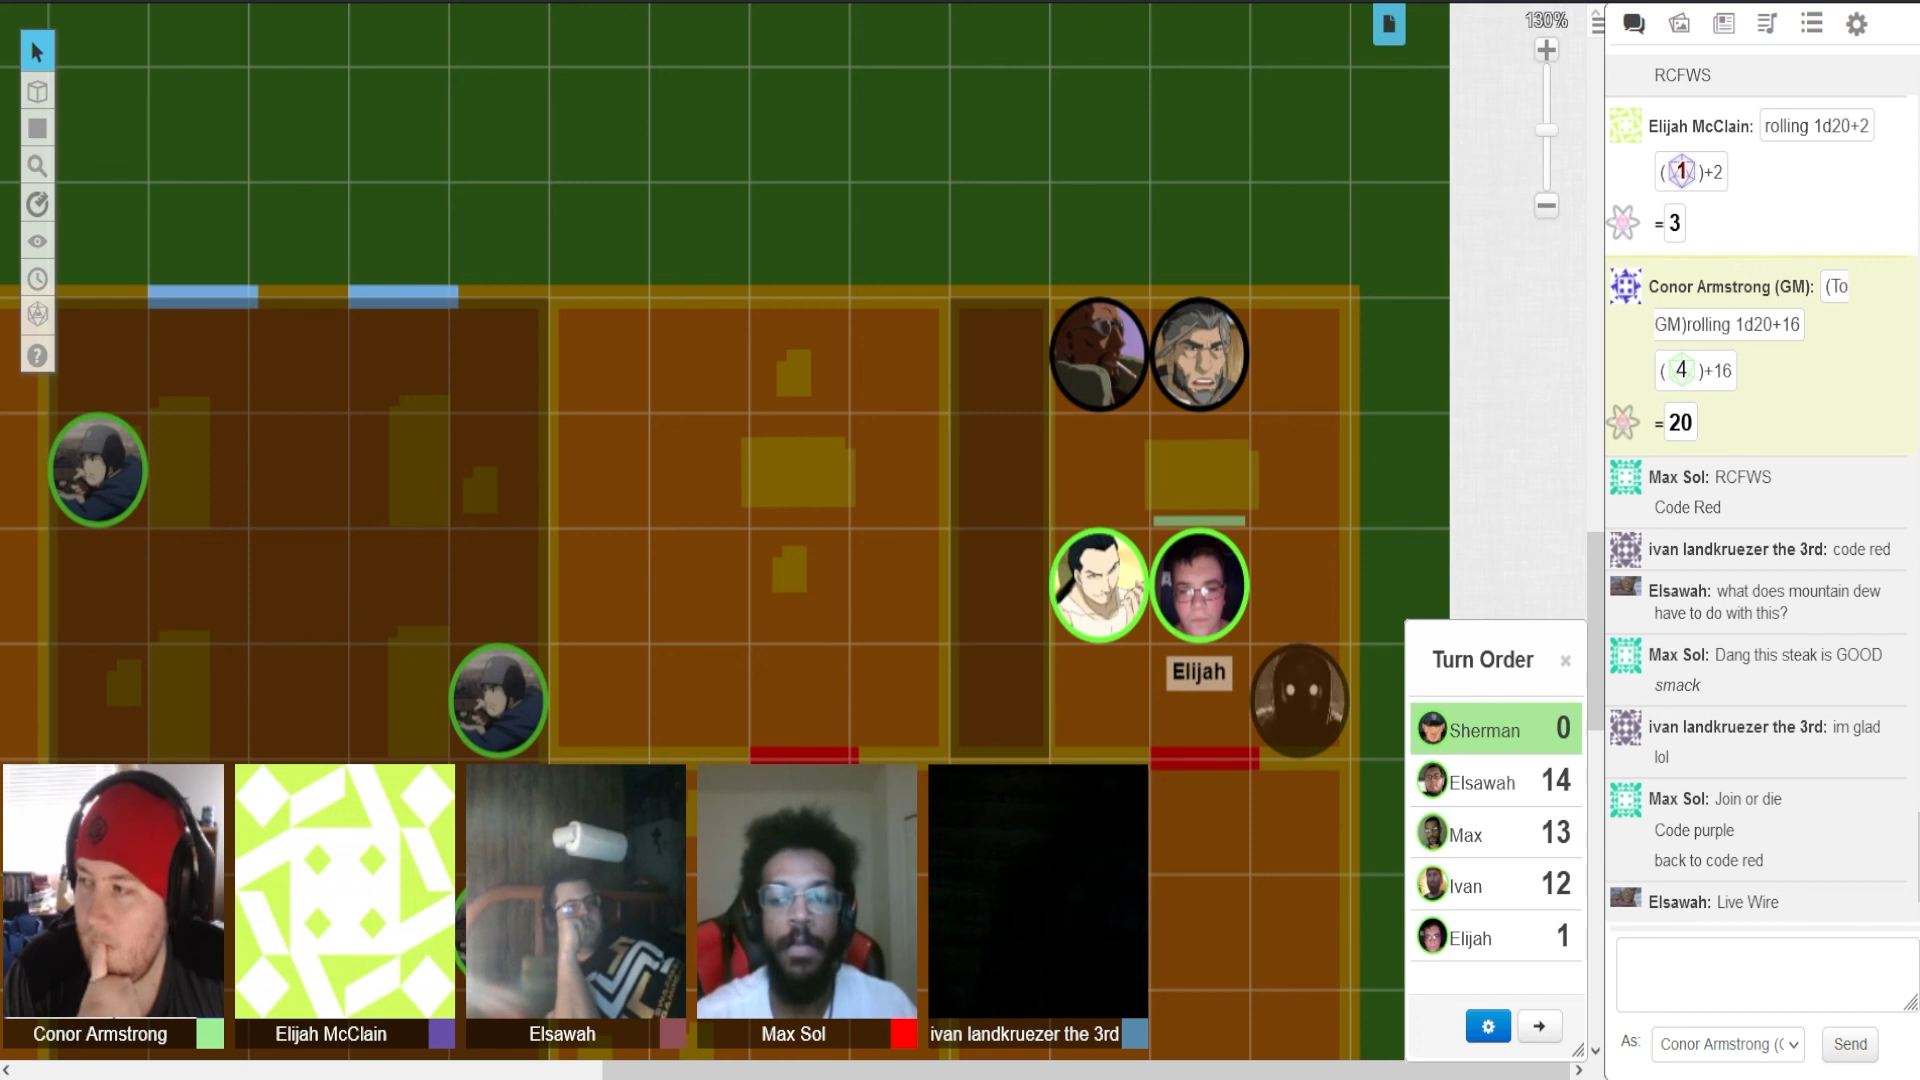 130%
RCFWS
Elijah McClain: rolling 1d20+2
(1)+2
=3
Conor Armstrong (GM): (To
GM)rolling 1d20+16
(4)+16
=20
Max Sol: RCFWS
Code Red
ivan landkruezer the 3rd: code red
Elsawah: what does mountain dew
have to do with this?
Max Sol: Dang this steak is GOOD
smack
ivan landkruezer the 3rd: im glad
lol
Max Sol: Join or die
Code purple
back to code red
Elsawah: Live Wire
As: Conor Armstrong (( Send
Elijah
Turn Order ×
Sherman 0
Elsawah 14
Max 13
Ivan 12
Elijah 1
Conor Armstrong
Elijah McClain
Elsawah
Max Sol
ivan landkruezer the 3rd